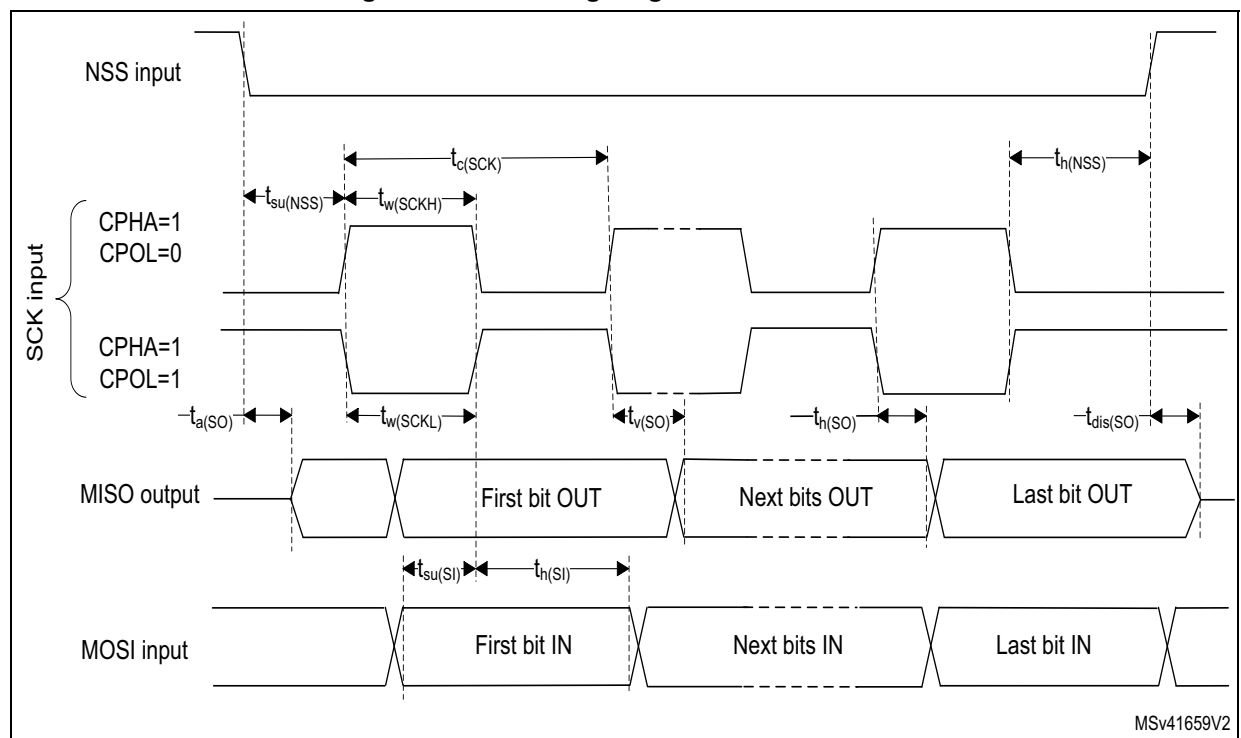 NSS input
tc(SCK)
th(NSS)
tsu(NSS)
tw(SCKH)
SCK input
CPHA=1
CPOL=0
CPHA=1
CPOL=1
ta(SO)
tw(SCKL)
tv(SO)
th(SO)
tdis(SO)
MISO output
First bit OUT
Next bits OUT
Last bit OUT
tsu(SI)
th(SI)
MOSI input
First bit IN
Next bits IN
Last bit IN
MSv41659V2